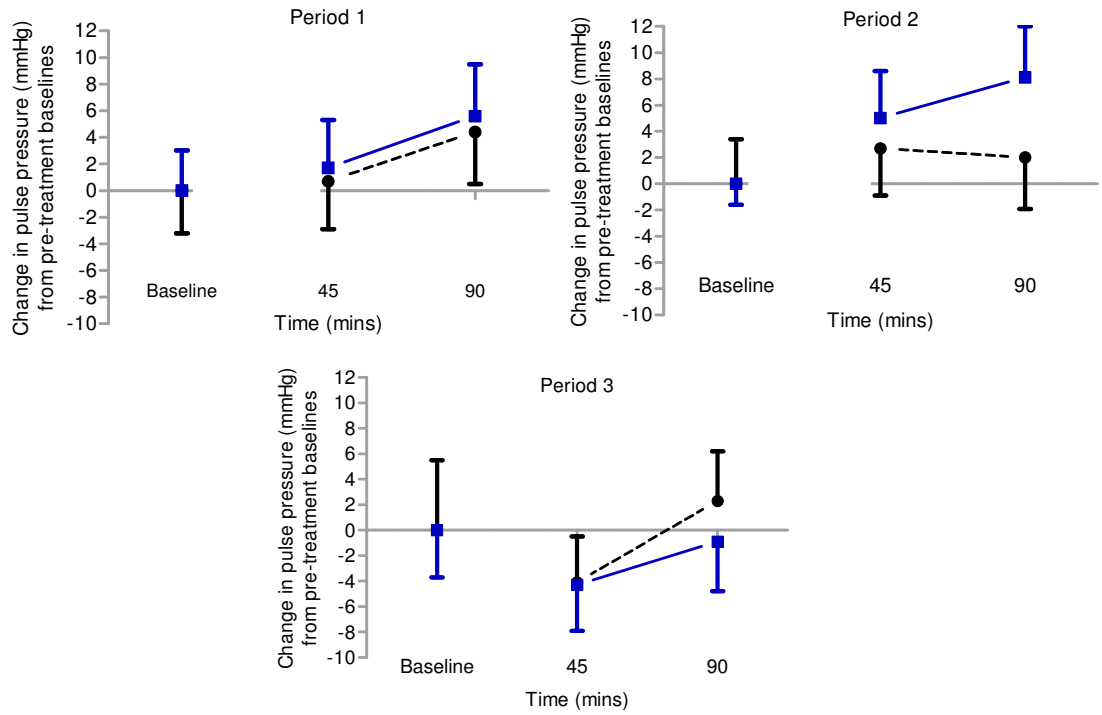 Period 1
Change in pulse pressure (mmHg)
from pre-treatment baselines
12
10
8
6
4
2
0
-2
-4
-6
-8
-10
Baseline
45
90
Time (mins)
Period 2
Change in pulse pressure (mmHg)
from pre-treatment baselines
12
10
8
6
4
2
0
-2
-4
-6
-8
-10
Baseline
45
90
Time (mins)
Period 3
Change in pulse pressure (mmHg)
from pre-treatment baselines
12
10
8
6
4
2
0
-2
-4
-6
-8
-10
Baseline
45
90
Time (mins)